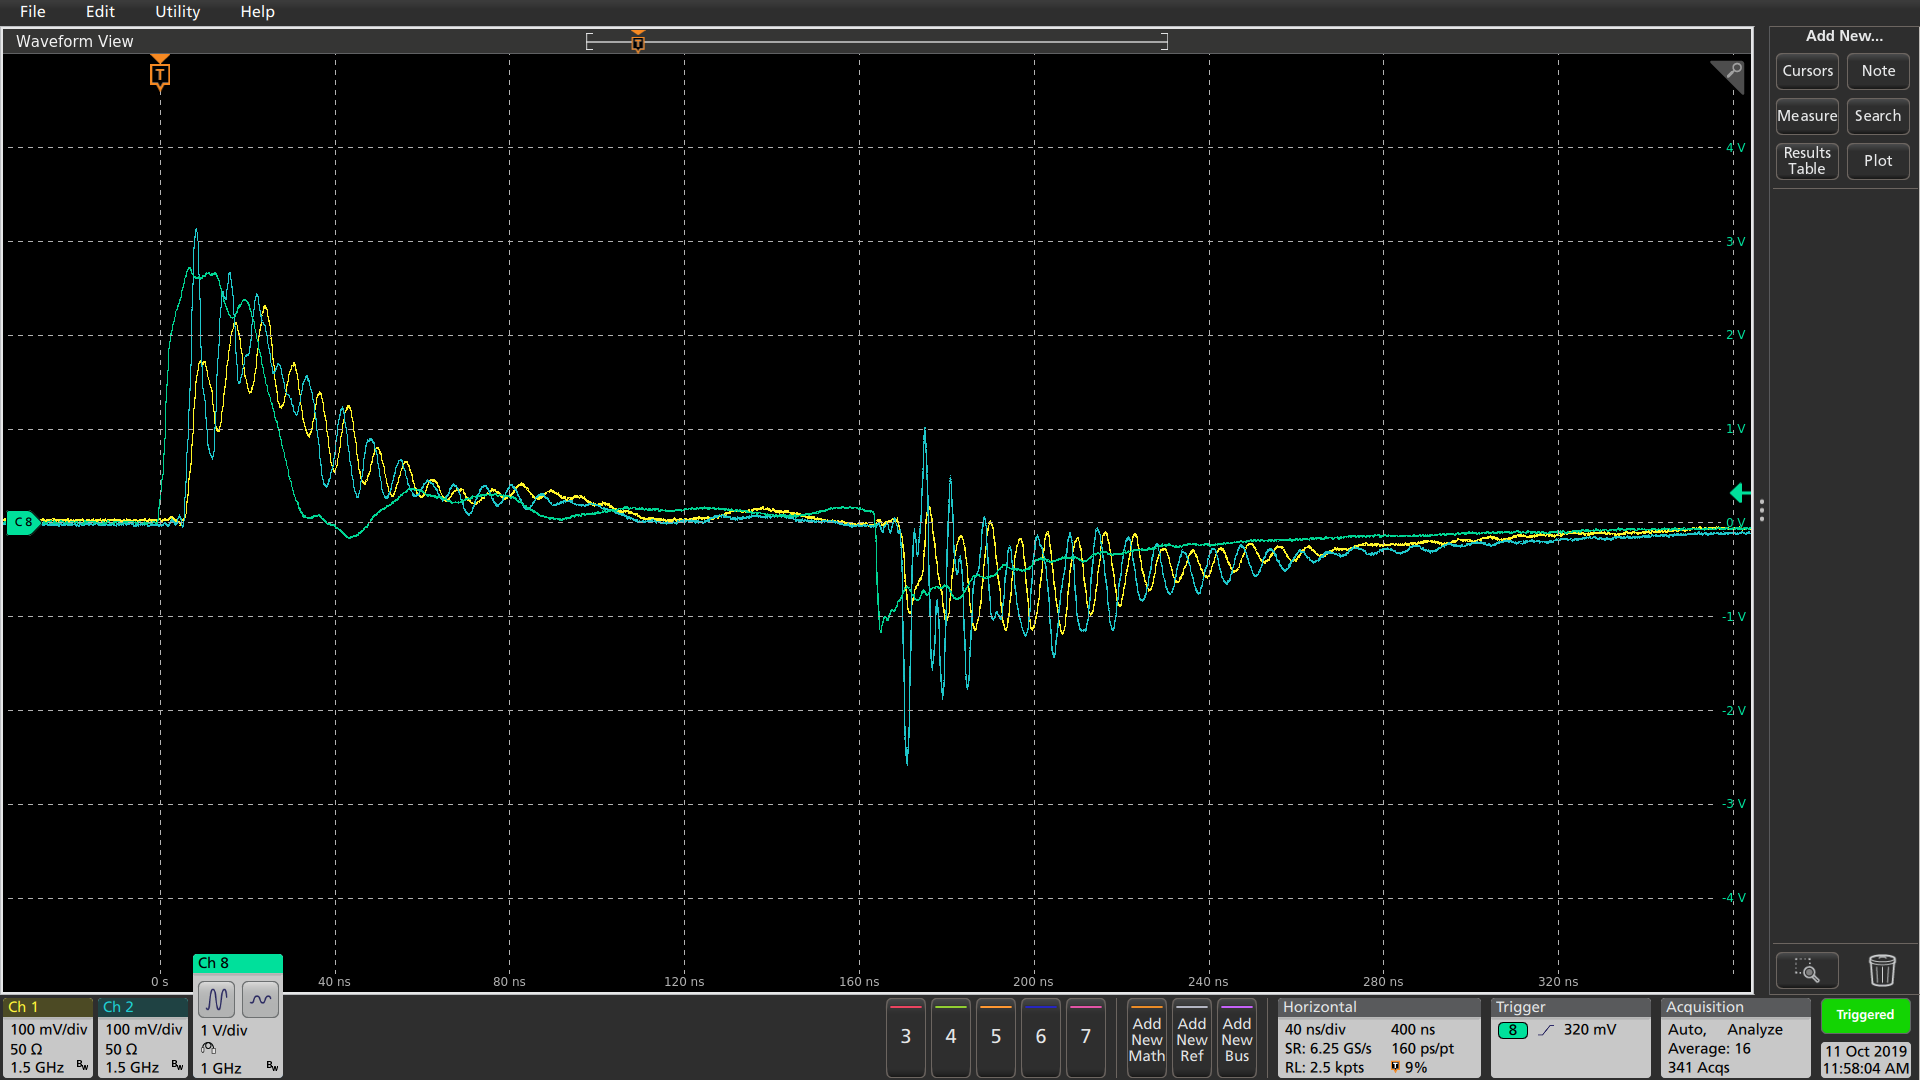 File Edit Utility Help
Waveform View
T
T
Add New...
Cursors Note
Measure Search
Results Table Plot
4 V
3 V
2 V
1 V
0 V
-1 V
-2 V
-3 V
-4 V
C 8
0 s 40 ns 80 ns 120 ns 160 ns 200 ns 240 ns 280 ns 320 ns
Ch 1
100 mV/div
50 Ω
1.5 GHz Bw
Ch 2
100 mV/div
50 Ω
1.5 GHz Bw
Ch 8
1 V/div
1 GHz Bw
3 4 5 6 7
Add New Math
Add New Ref
Add New Bus
Horizontal
40 ns/div 400 ns
SR: 6.25 GS/s 160 ps/pt
RL: 2.5 kpts T 9%
Trigger
8 320 mV
Acquisition
Auto, Analyze
Average: 16
341 Acqs
Triggered
11 Oct 2019
11:58:04 AM